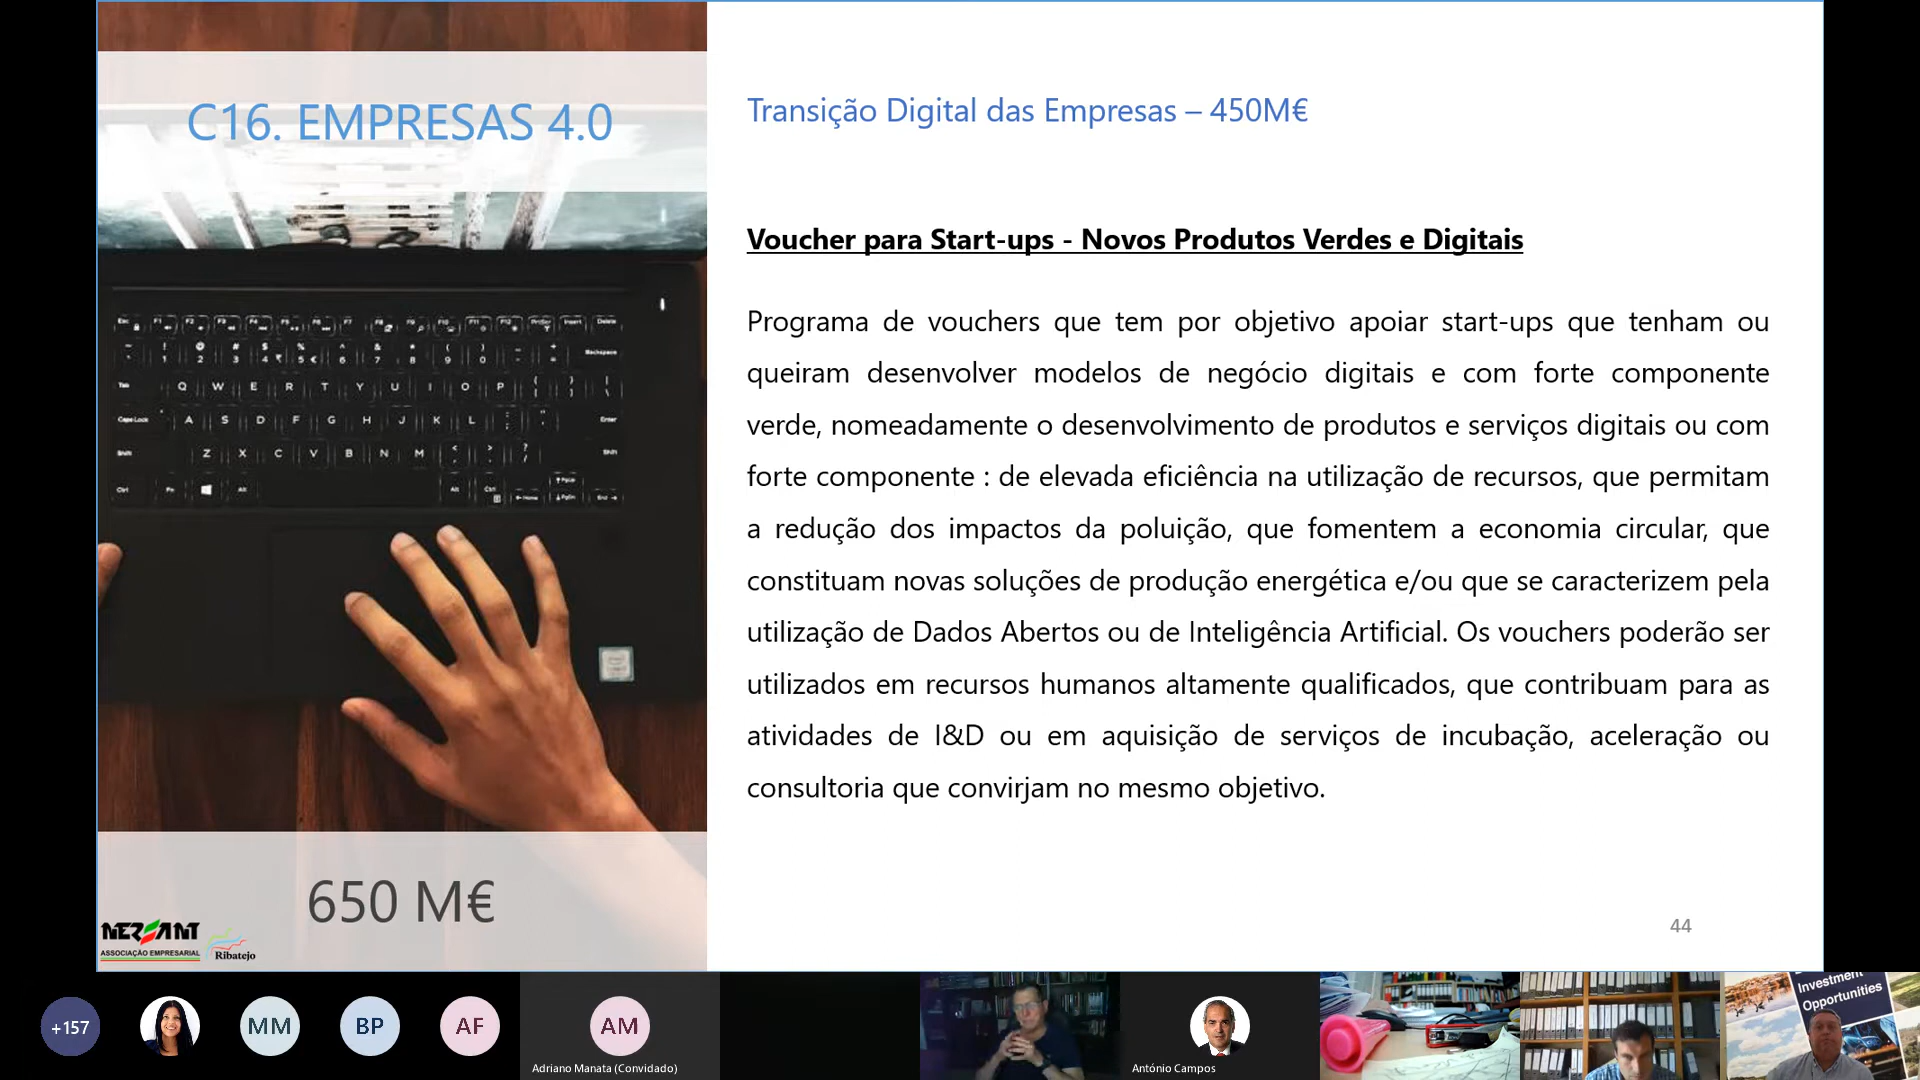 C16. EMPRESAS 4.0
650 M€
NERSANT
ASSOCIAÇÃO EMPRESARIAL
Ribatejo
Transição Digital das Empresas – 450M€
Voucher para Start-ups - Novos Produtos Verdes e Digitais
Programa de vouchers que tem por objetivo apoiar start-ups que tenham ou
queiram desenvolver modelos de negócio digitais e com forte componente
verde, nomeadamente o desenvolvimento de produtos e serviços digitais ou com
forte componente : de elevada eficiência na utilização de recursos, que permitam
a redução dos impactos da poluição, que fomentem a economia circular, que
constituam novas soluções de produção energética e/ou que se caracterizem pela
utilização de Dados Abertos ou de Inteligência Artificial. Os vouchers poderão ser
utilizados em recursos humanos altamente qualificados, que contribuam para as
atividades de I&D ou em aquisição de serviços de incubação, aceleração ou
consultoria que convirjam no mesmo objetivo.
44
+157
MM
BP
AF
AM
Adriano Manata (Convidado)
António Campos
Investment
Opportunities